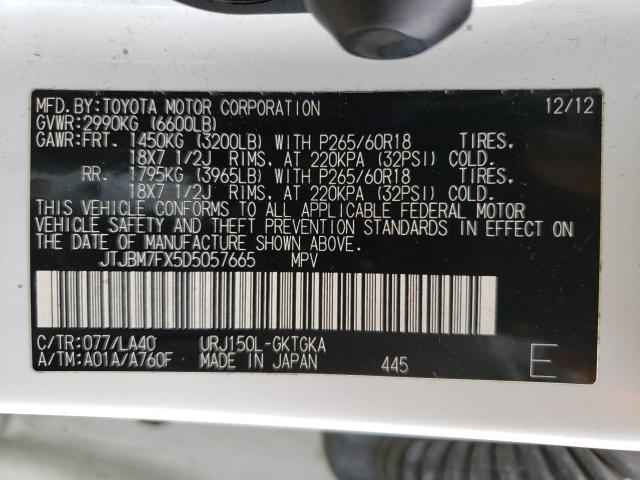 MFD.BY:TOYOTA MOTOR CORPORATION 12/12
GVWR:2990KG (6600LB)
GAWR:FRT. 1450KG (3200LB) WITH P265/60R18 TIRES.
18X7 1/2J RIMS, AT 220KPA (32PSI) COLD.
RR. 1795KG (3965LB) WITH P265/60R18 TIRES.
18X7 1/2J RIMS, AT 220KPA (32PSI) COLD.
THIS VEHICLE CONFORMS TO ALL APPLICABLE FEDERAL MOTOR
VEHICLE SAFETY AND THEFT PREVENTION STANDARDS IN EFFECT ON
THE DATE OF MANUFACTURE SHOWN ABOVE.
JTJBM7FX5D5057665 MPV
C/TR:077/LA40 URJ150L-GKTGKA
A/TM:A01A/A760F MADE IN JAPAN 445 E